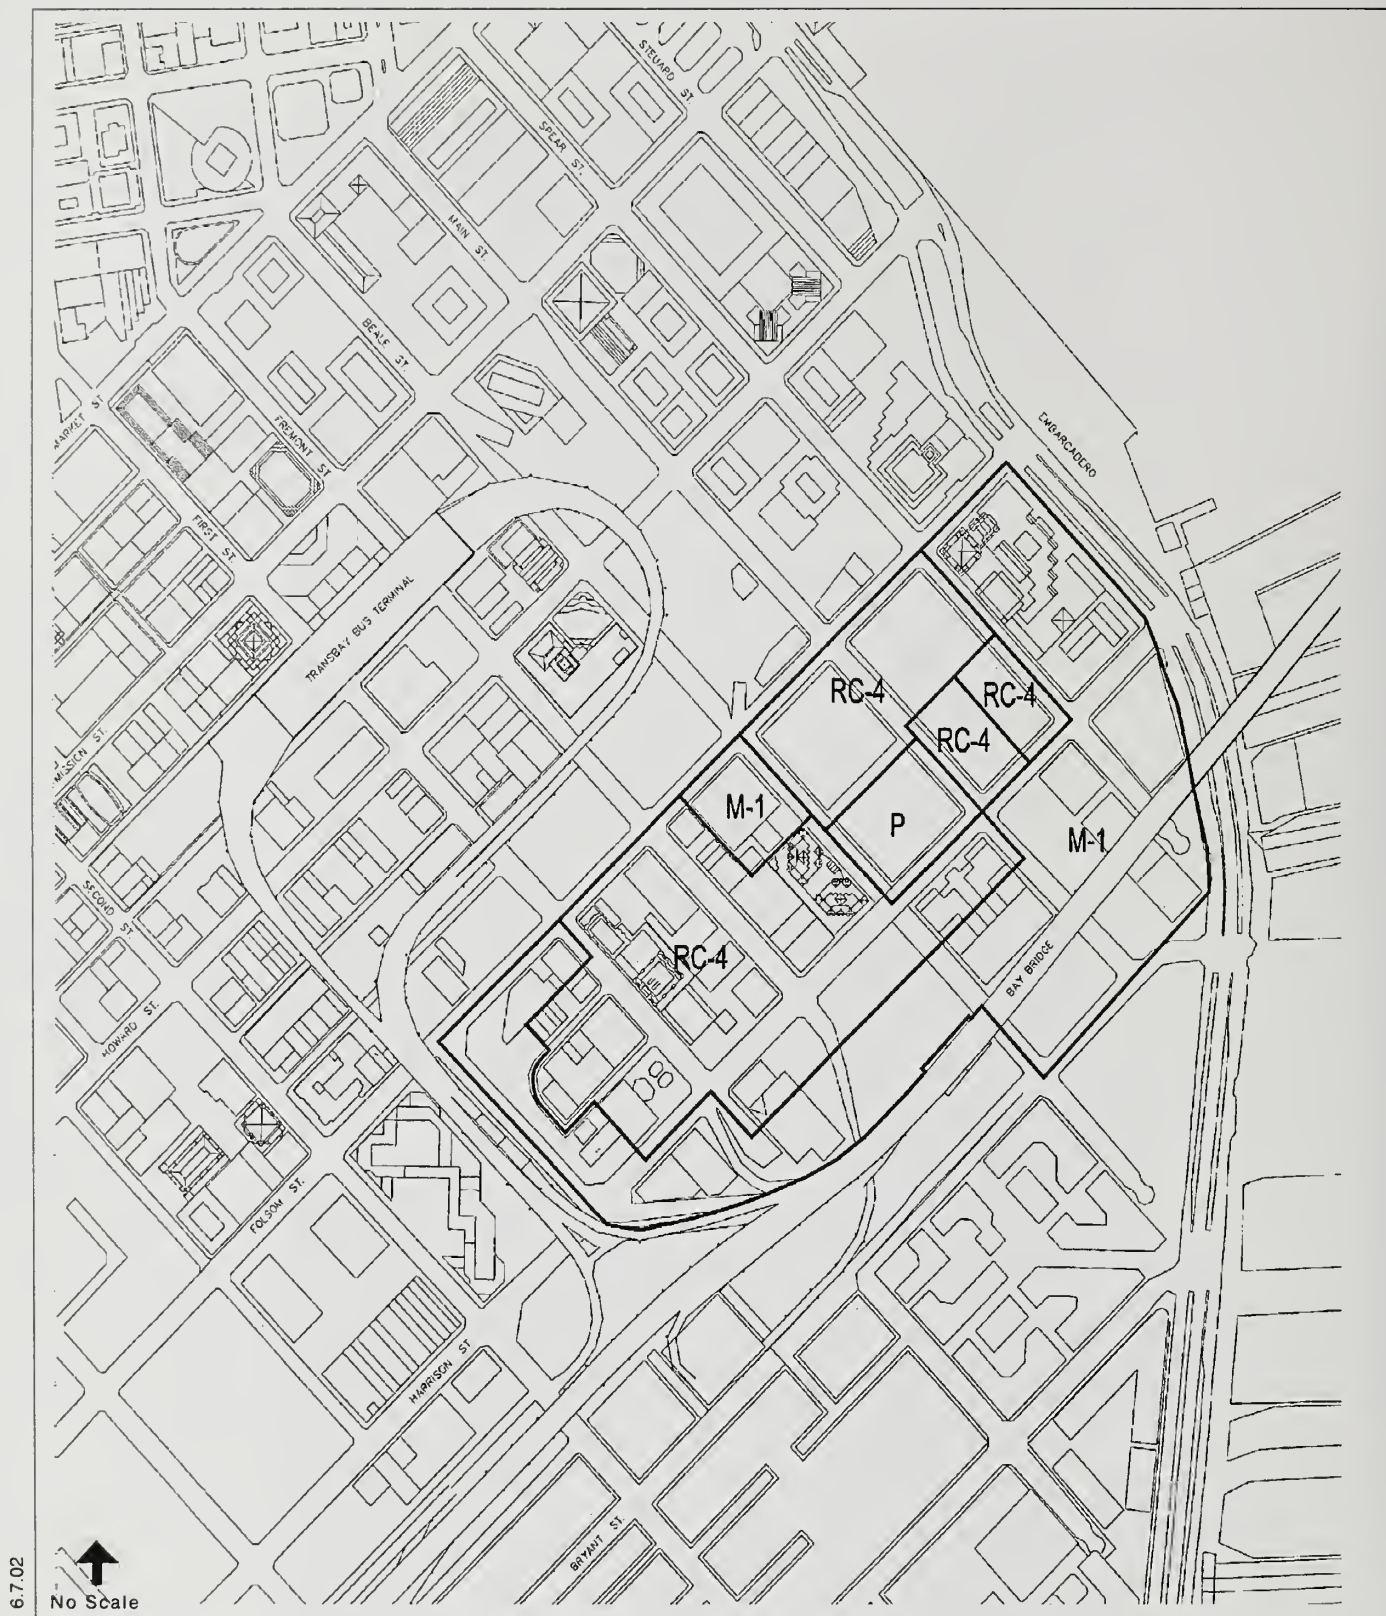 STEUARD ST.
SPEAR ST.
MAIN ST.
BEALE ST.
FREMONT ST.
FIRST ST.
MARKET ST.
EMBARCADERO
TRANSBAY BUS TERMINAL
RC-4
RC-4
RC-4
M-1
P
M-1
MISSION ST.
SECOND ST.
RC-4
BAY BRIDGE
HOWARD ST.
FOLSOM ST.
HARRISON ST
BRYANT ST.
6.7.02
No Scale